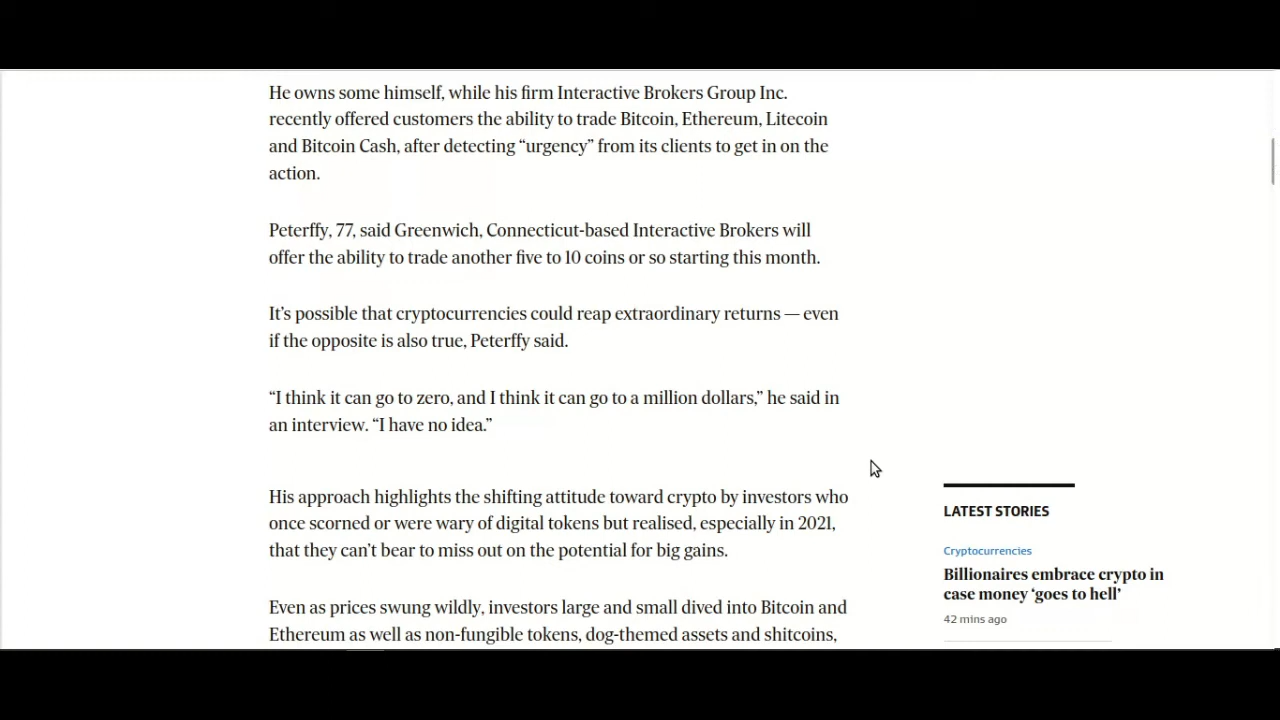 He owns some himself, while his firm Interactive Brokers Group Inc.
recently offered customers the ability to trade Bitcoin, Ethereum, Litecoin
and Bitcoin Cash, after detecting “urgency” from its clients to get in on the
action.
Peterffy, 77, said Greenwich, Connecticut-based Interactive Brokers will
offer the ability to trade another five to 10 coins or so starting this month.
It’s possible that cryptocurrencies could reap extraordinary returns — even
if the opposite is also true, Peterffy said.
“I think it can go to zero, and I think it can go to a million dollars,” he said in
an interview. “I have no idea.”
His approach highlights the shifting attitude toward crypto by investors who
once scorned or were wary of digital tokens but realised, especially in 2021,
that they can’t bear to miss out on the potential for big gains.
Even as prices swung wildly, investors large and small dived into Bitcoin and
Ethereum as well as non-fungible tokens, dog-themed assets and shitcoins,
LATEST STORIES
Cryptocurrencies
Billionaires embrace crypto in
case money ‘goes to hell’
42 mins ago